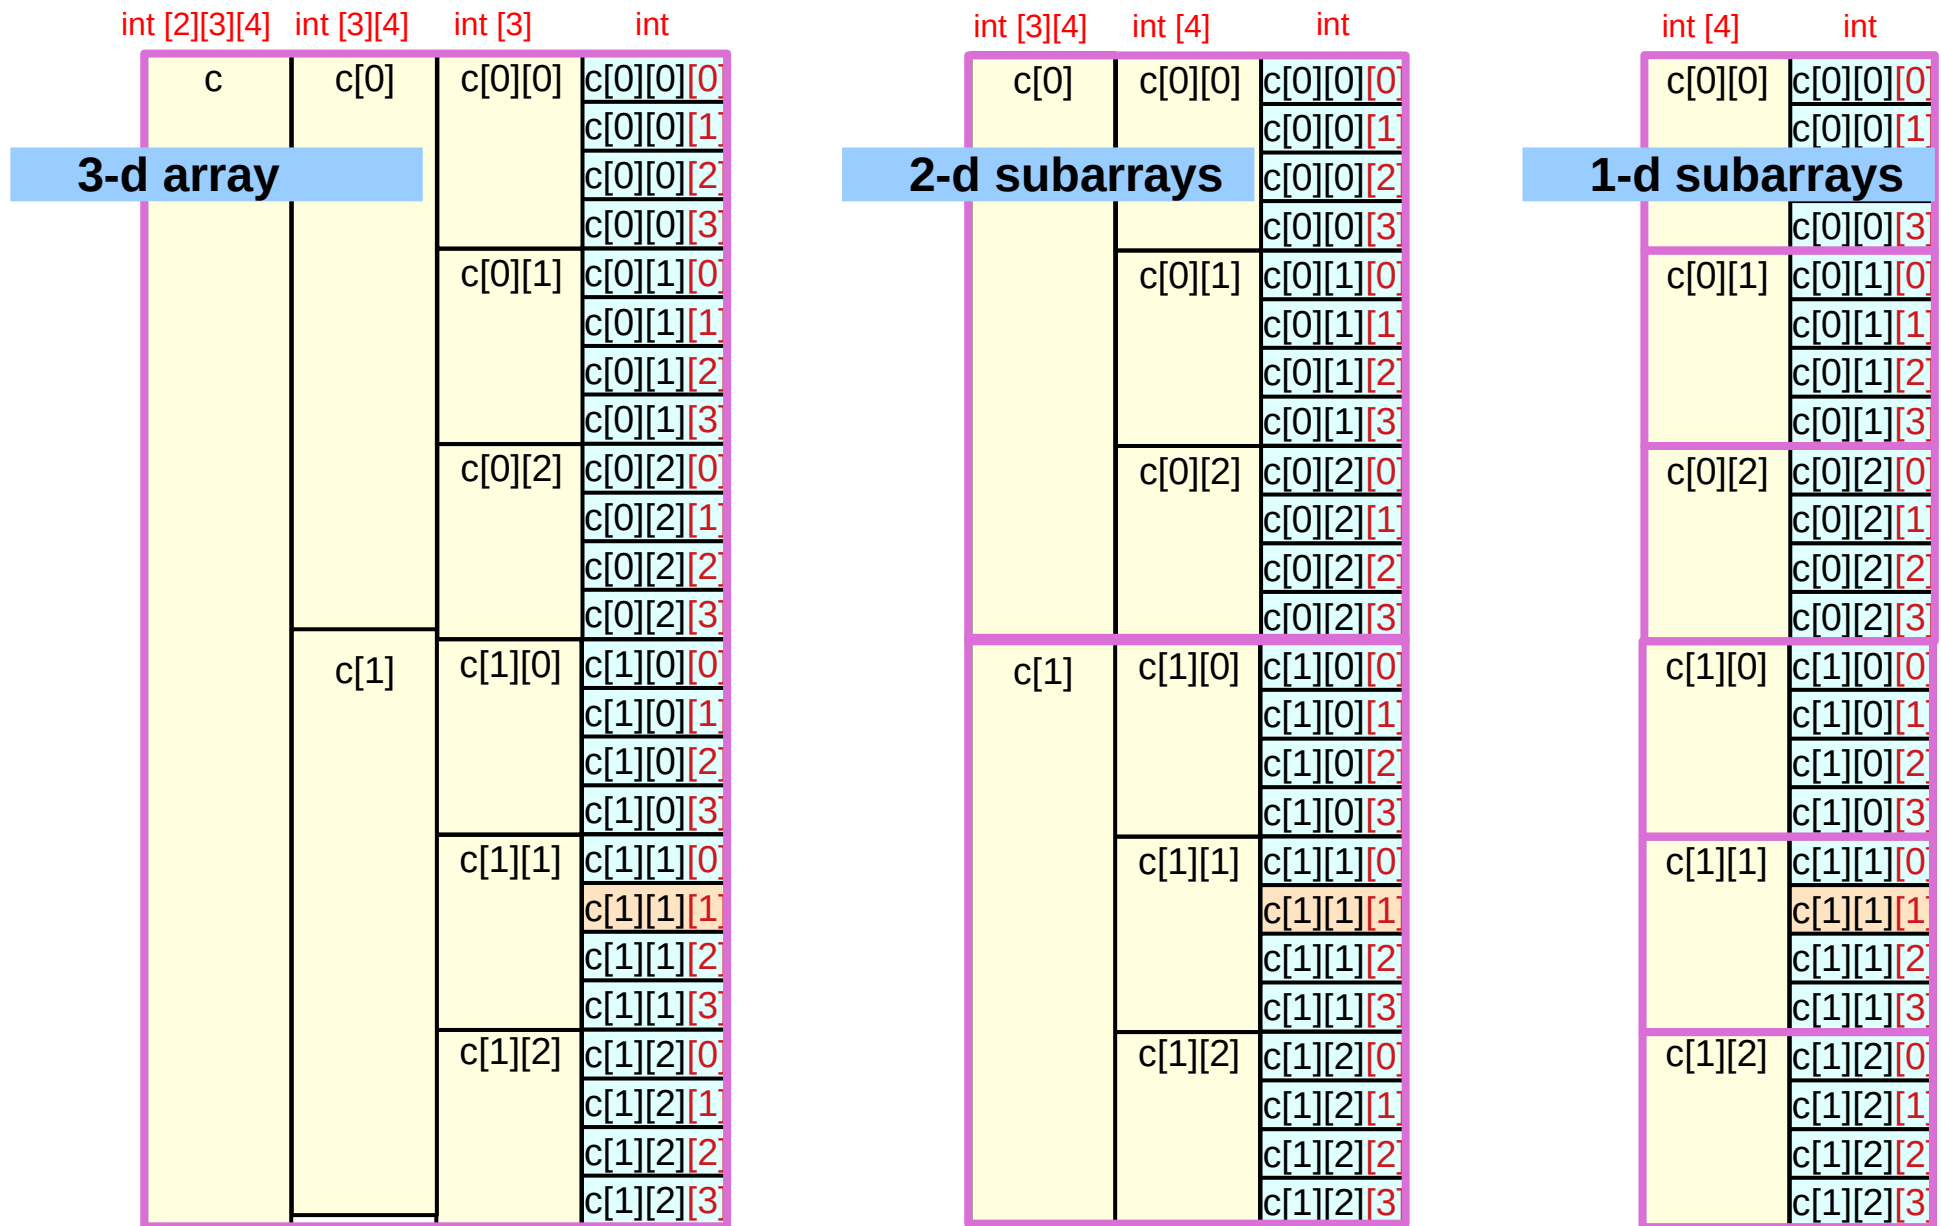 int [2][3][4] int [3][4] int [3] int
c c[0] c[0][0] c[0][0][0]
c[0][0][1]
3-d array c[0][0][2]
c[0][0][3]
c[0][1] c[0][1][0]
c[0][1][1]
c[0][1][2]
c[0][1][3]
c[0][2] c[0][2][0]
c[0][2][1]
c[0][2][2]
c[0][2][3]
c[1] c[1][0] c[1][0][0]
c[1][0][1]
c[1][0][2]
c[1][0][3]
c[1][1] c[1][1][0]
c[1][1][1]
c[1][1][2]
c[1][1][3]
c[1][2] c[1][2][0]
c[1][2][1]
c[1][2][2]
c[1][2][3]
int [3][4] int [4] int
c[0] c[0][0] c[0][0][0]
c[0][0][1]
2-d subarrays c[0][0][2]
c[0][0][3]
c[0][1] c[0][1][0]
c[0][1][1]
c[0][1][2]
c[0][1][3]
c[0][2] c[0][2][0]
c[0][2][1]
c[0][2][2]
c[0][2][3]
c[1] c[1][0] c[1][0][0]
c[1][0][1]
c[1][0][2]
c[1][0][3]
c[1][1] c[1][1][0]
c[1][1][1]
c[1][1][2]
c[1][1][3]
c[1][2] c[1][2][0]
c[1][2][1]
c[1][2][2]
c[1][2][3]
int [4] int
c[0][0] c[0][0][0]
c[0][0][1]
1-d subarrays
c[0][0][3]
c[0][1] c[0][1][0]
c[0][1][1]
c[0][1][2]
c[0][1][3]
c[0][2] c[0][2][0]
c[0][2][1]
c[0][2][2]
c[0][2][3]
c[1][0] c[1][0][0]
c[1][0][1]
c[1][0][2]
c[1][0][3]
c[1][1] c[1][1][0]
c[1][1][1]
c[1][1][2]
c[1][1][3]
c[1][2] c[1][2][0]
c[1][2][1]
c[1][2][2]
c[1][2][3]